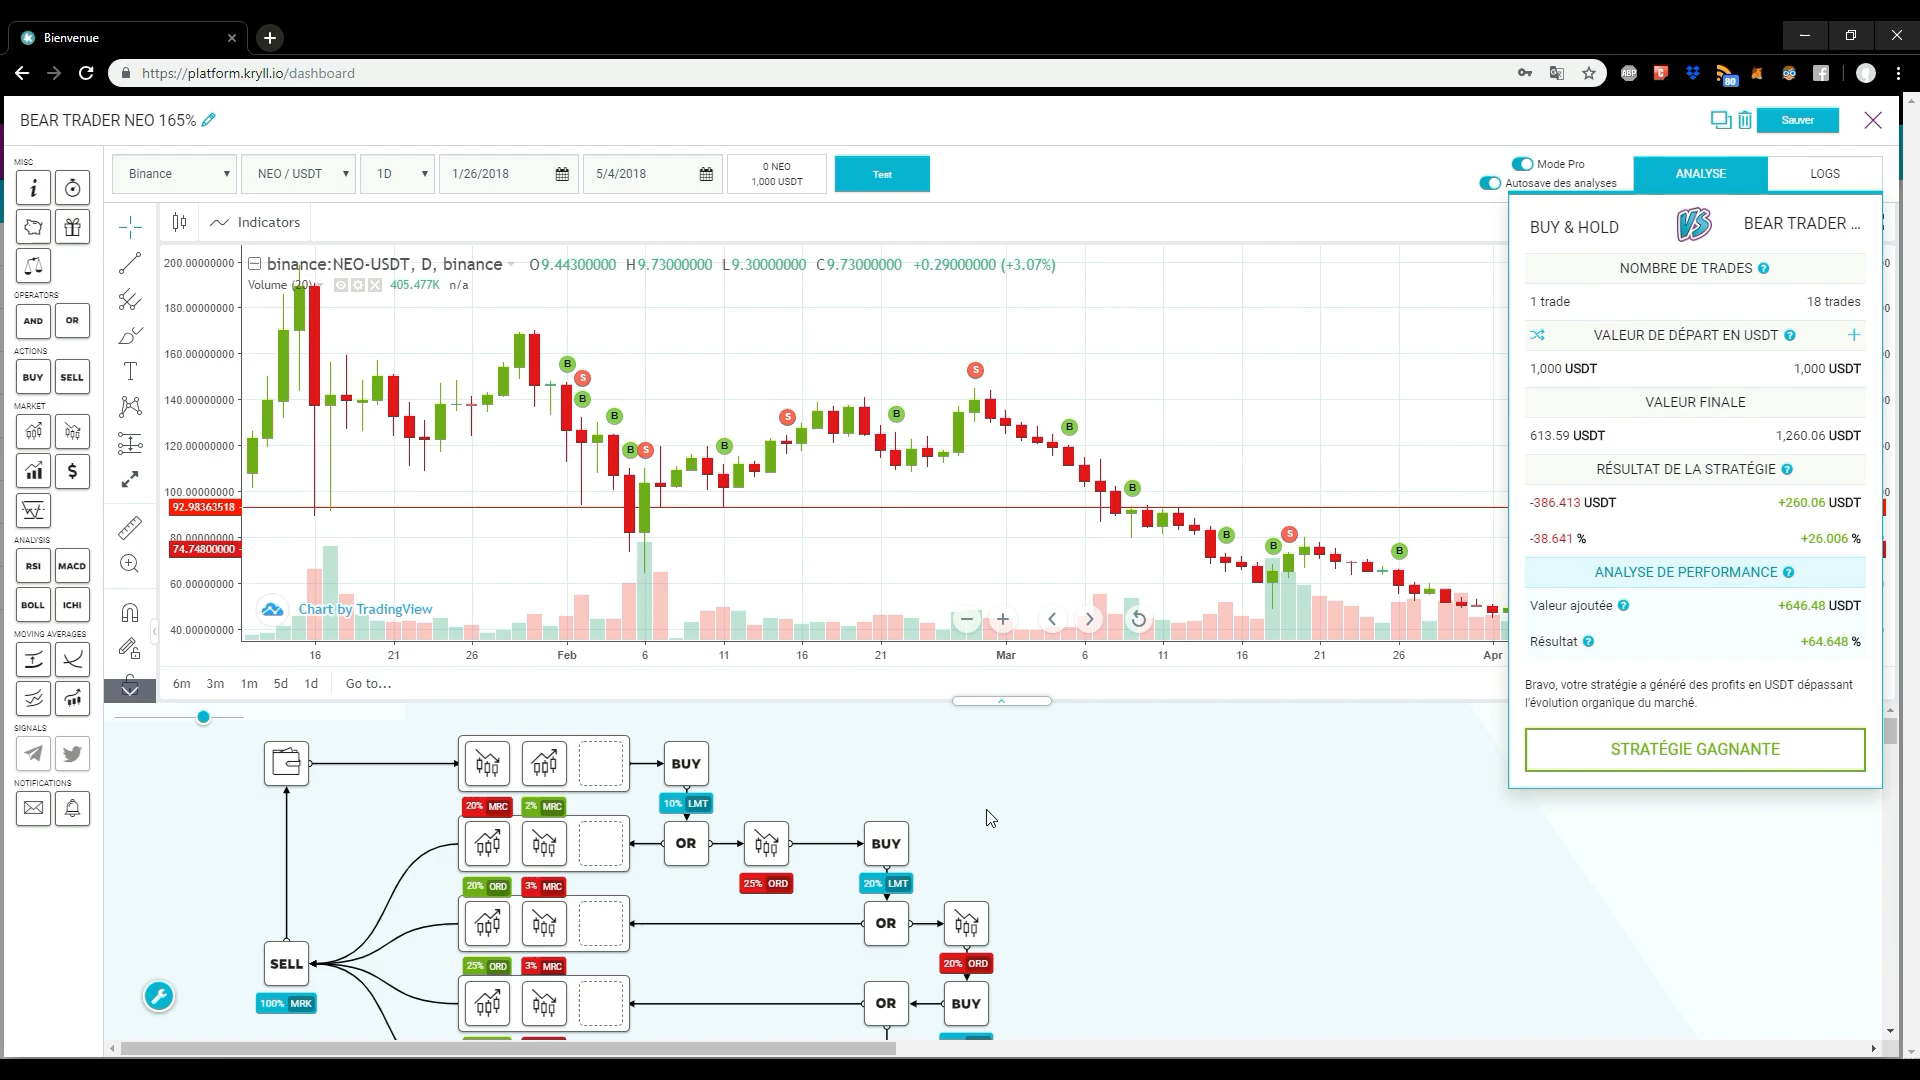 Bienvenue
https://platform.kryll.io/dashboard
ABP
80
BEAR TRADER NEO 165%
Sauver
MISC
Binance
NEO / USDT
1D
1/26/2018
5/4/2018
0 NEO
1,000 USDT
Test
Mode Pro
Autosave des analyses
ANALYSE
LOGS
Indicators
binance:NEO-USDT, D, binance
O9.44300000 H9.73000000 L9.30000000 C9.73000000 +0.29000000 (+3.07%)
Volume (20)
405.477K n/a
200.00000000
180.00000000
160.00000000
140.00000000
120.00000000
100.00000000
92.98363518
80.00000000
74.74800000
60.00000000
40.00000000
B
S
B
B
B
S
B
S
B
S
B
B
B
B
S
B
Chart by TradingView
16
21
26
Feb
6
11
16
21
Mar
6
11
16
21
26
Apr
6m
3m
1m
5d
1d
Go to...
OPERATORS
AND
OR
ACTIONS
BUY
SELL
MARKET
$
ANALYSIS
RSI
MACD
BOLL
ICHI
MOVING AVERAGES
SIGNALS
NOTIFICATIONS
BUY & HOLD
VS
BEAR TRADER ...
NOMBRE DE TRADES ?
1 trade
18 trades
VALEUR DE DÉPART EN USDT ?
1,000 USDT
1,000 USDT
VALEUR FINALE
613.59 USDT
1,260.06 USDT
RÉSULTAT DE LA STRATÉGIE ?
-386.413 USDT
+260.06 USDT
-38.641 %
+26.006 %
ANALYSE DE PERFORMANCE ?
Valeur ajoutée ?
+646.48 USDT
Résultat ?
+64.648 %
Bravo, votre stratégie a généré des profits en USDT dépassant
l'évolution organique du marché.
STRATÉGIE GAGNANTE
BUY
20% MRC
2% MRC
10% LMT
OR
BUY
20% ORD
3% MRC
25% ORD
20% LMT
OR
SELL
25% ORD
3% MRC
20% ORD
100% MRK
OR
BUY